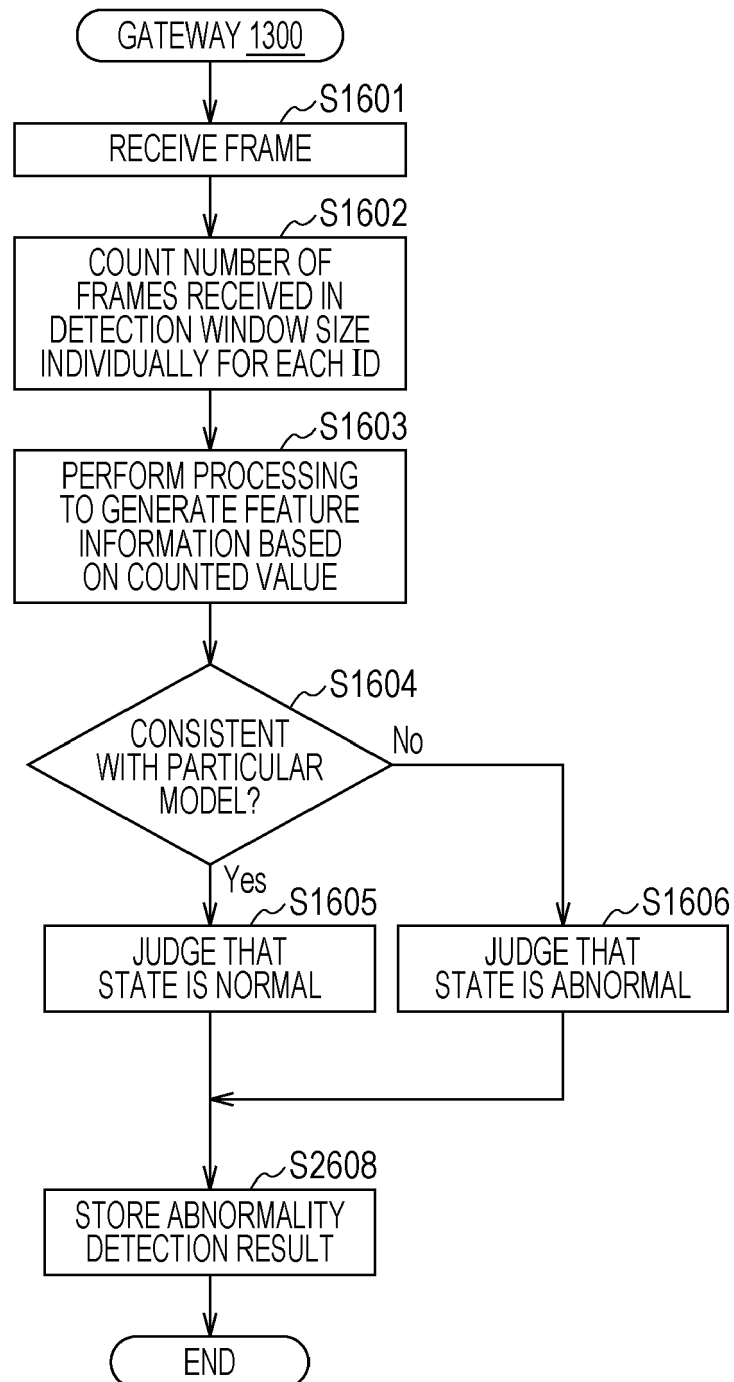 GATEWAY 1300
S1601
RECEIVE FRAME
S1602
COUNT NUMBER OF
FRAMES RECEIVED IN
DETECTION WINDOW SIZE
INDIVIDUALLY FOR EACH ID
S1603
PERFORM PROCESSING
TO GENERATE FEATURE
INFORMATION BASED
ON COUNTED VALUE
S1604
CONSISTENT
WITH PARTICULAR
MODEL?
No
Yes
S1605
JUDGE THAT
STATE IS NORMAL
S1606
JUDGE THAT
STATE IS ABNORMAL
S2608
STORE ABNORMALITY
DETECTION RESULT
END